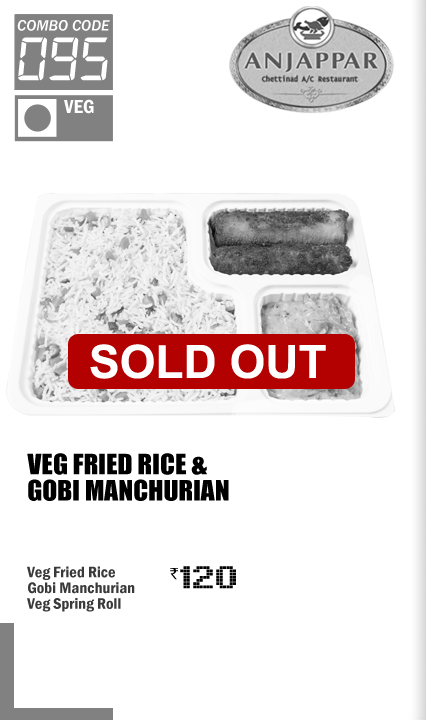 COMBO CODE
095
VEG
ANJAPPAR
Chettinad A/C Restaurant
SOLD OUT
VEG FRIED RICE &
GOBI MANCHURIAN
Veg Fried Rice
Gobi Manchurian
Veg Spring Roll
₹120